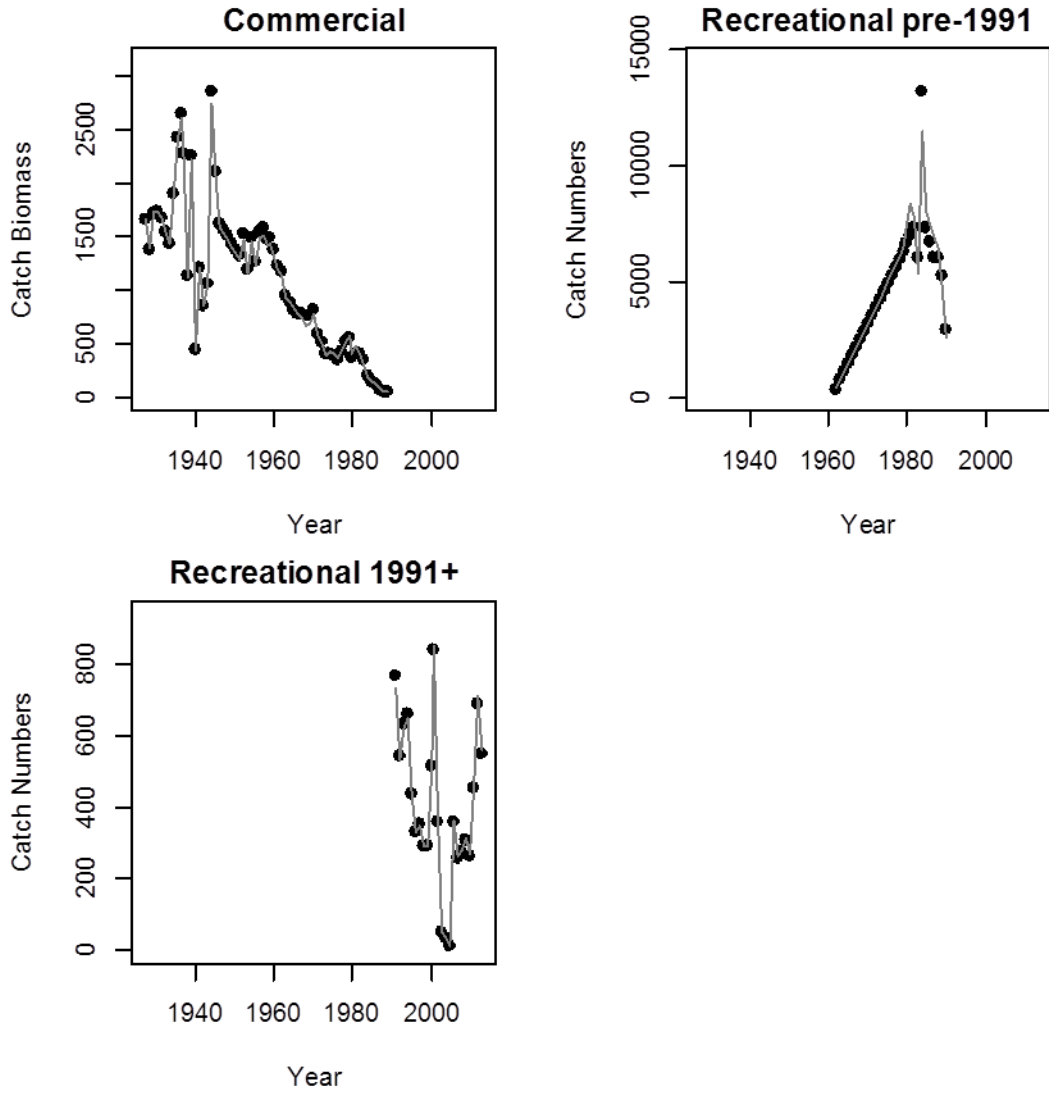 Commercial
Catch Biomass
2500
1500
500
0
1940 1960 1980 2000
Year
Recreational pre-1991
Catch Numbers
15000
10000
5000
0
1940 1960 1980 2000
Year
Recreational 1991+
Catch Numbers
800
600
400
200
0
1940 1960 1980 2000
Year